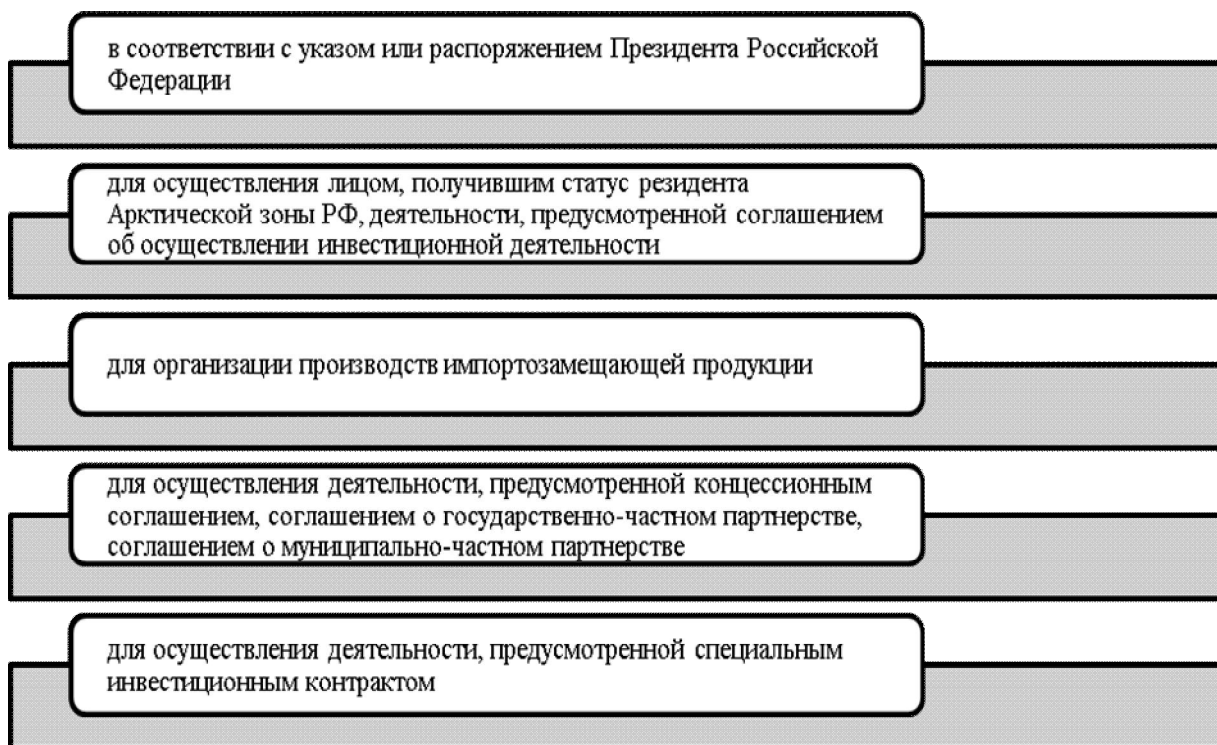 в соответствии с указом или распоряжением Президента Российской
Федерации
для осуществления лицом, получившим статус резидента
Арктической зоны РФ, деятельности, предусмотренной соглашением
об осуществлении инвестиционной деятельности
для организации производств импортозамещающей продукции
для осуществления деятельности, предусмотренной концессионным
соглашением, соглашением о государственно-частном партнерстве,
соглашением о муниципально-частном партнерстве
для осуществления деятельности, предусмотренной специальным
инвестиционным контрактом